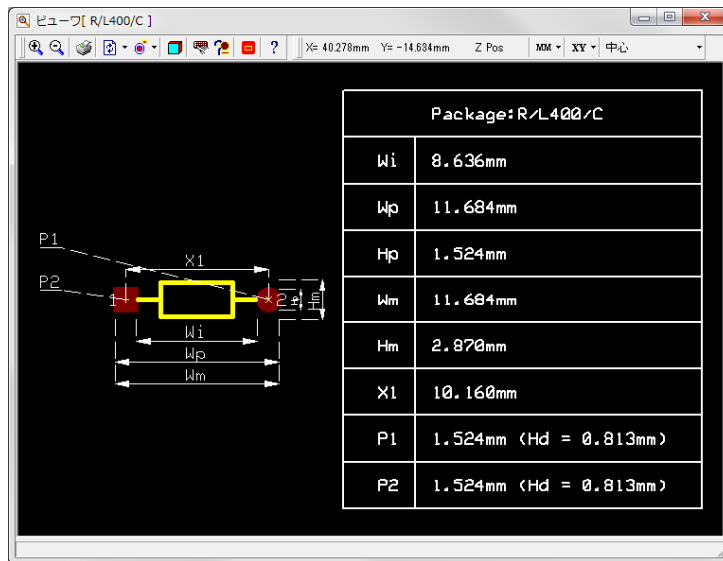 ビューワ[ R/L400/C ]
X= 40.278mm Y= -14.634mm Z Pos MM XY 中心
Package:R/L400/C
Wi 8.636mm
Wp 11.684mm
Hp 1.524mm
Wm 11.684mm
Hm 2.870mm
X1 10.160mm
P1 1.524mm (Hd = 0.813mm)
P2 1.524mm (Hd = 0.813mm)
P1
X1
P2
1 2 Hp Hm
Wi
Wp
Wm